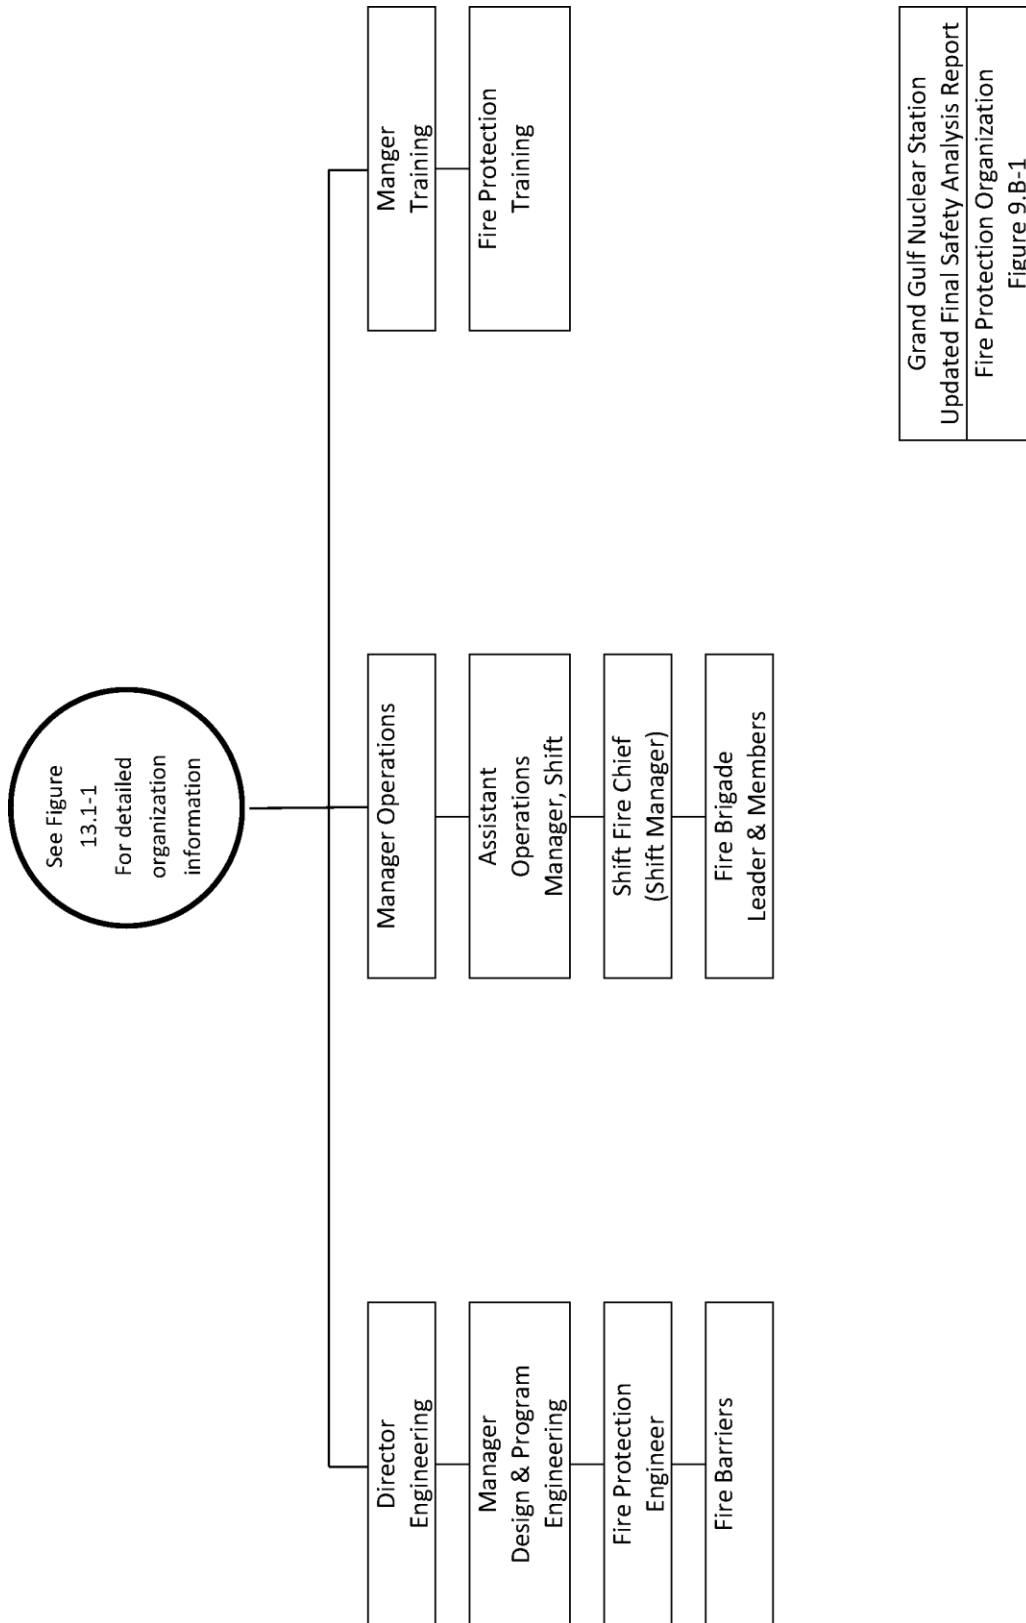 See Figure
13.1-1
For detailed
organization
information
Director
Engineering
Manager
Design & Program
Engineering
Fire Protection
Engineer
Fire Barriers
Manager Operations
Assistant
Operations
Manager, Shift
Shift Fire Chief
(Shift Manager)
Fire Brigade
Leader & Members
Manger
Training
Fire Protection
Training
Grand Gulf Nuclear Station
Updated Final Safety Analysis Report
Fire Protection Organization
Figure 9.B-1